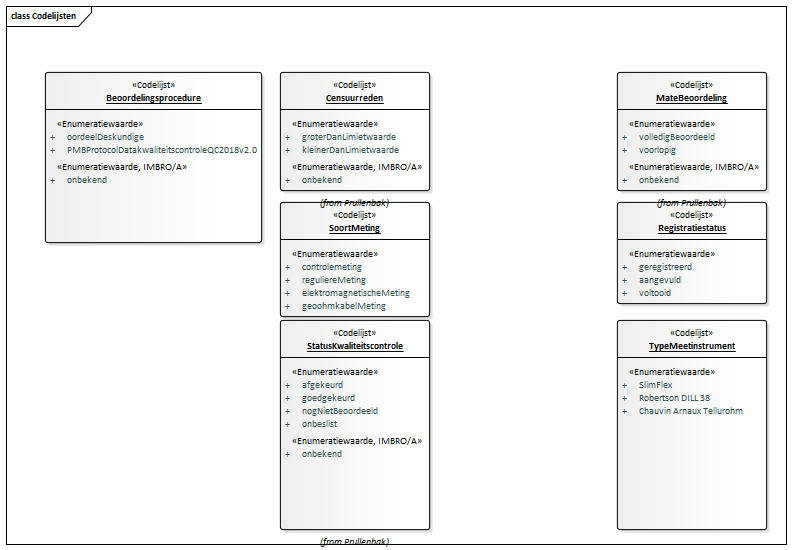 class Codelijsten
«Codelijst»
Beoordelingsprocedure
«Enumeratiewaarde»
+ oordeelDeskundige
+ PMBProtocolDatakwaliteitscontroleQC2018v2.0
«Enumeratiewaarde, IMBRO/A»
+ onbekend
«Codelijst»
Censuurreden
«Enumeratiewaarde»
+ groterDanLimietwaarde
+ kleinerDanLimietwaarde
«Enumeratiewaarde, IMBRO/A»
+ onbekend
(from Prullenbak)
«Codelijst»
MateBeoordeling
«Enumeratiewaarde»
+ volledigBeoordeeld
+ voorlopig
«Enumeratiewaarde, IMBRO/A»
+ onbekend
(from Prullenbak)
«Codelijst»
SoortMeting
«Enumeratiewaarde»
+ controlemeting
+ reguliereMeting
+ elektromagnetischeMeting
+ geoohmkabelMeting
«Codelijst»
Registratiestatus
«Enumeratiewaarde»
+ geregistreerd
+ aangevuld
+ voltooid
«Codelijst»
StatusKwaliteitscontrole
«Enumeratiewaarde»
+ afgekeurd
+ goedgekeurd
+ nogNietBeoordeeld
+ onbeslist
«Enumeratiewaarde, IMBRO/A»
+ onbekend
(from Prullenbak)
«Codelijst»
TypeMeetinstrument
«Enumeratiewaarde»
+ SlimFlex
+ Robertson DILL 38
+ Chauvin Arnaux Tellurohm